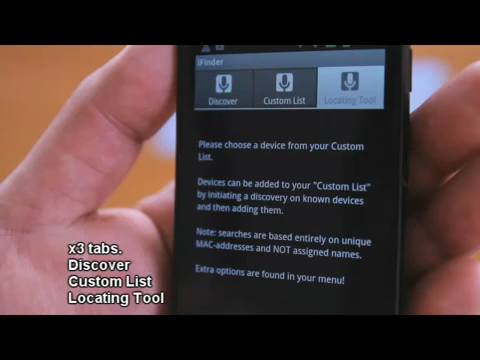 iFinder
Discover
Custom List
Locating Tool
Please choose a device from your Custom
List.
Devices can be added to your "Custom List"
by initiating a discovery on known devices
and then adding them.
Note: searches are based entirely on unique
MAC-addresses and NOT assigned names.
Extra options are found in your menu!
x3 tabs.
Discover
Custom List
Locating Tool